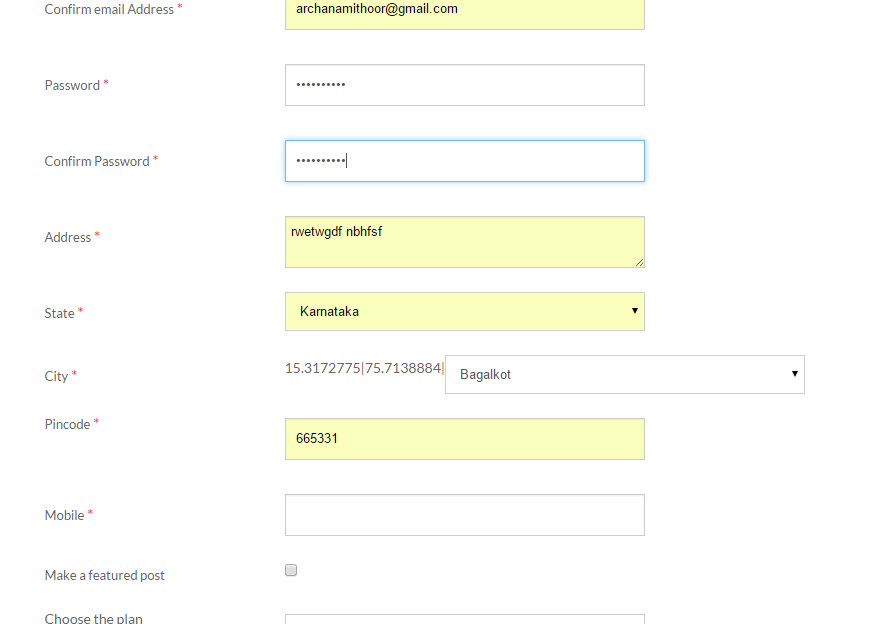 Confirm email Address * archanamithoor@gmail.com
Password * ••••••••••
Confirm Password * ••••••••••
Address * rwetwgdf nbhfsf
State * Karnataka
City * 15.3172775|75.7138884| Bagalkot
Pincode * 665331
Mobile *
Make a featured post
Choose the plan